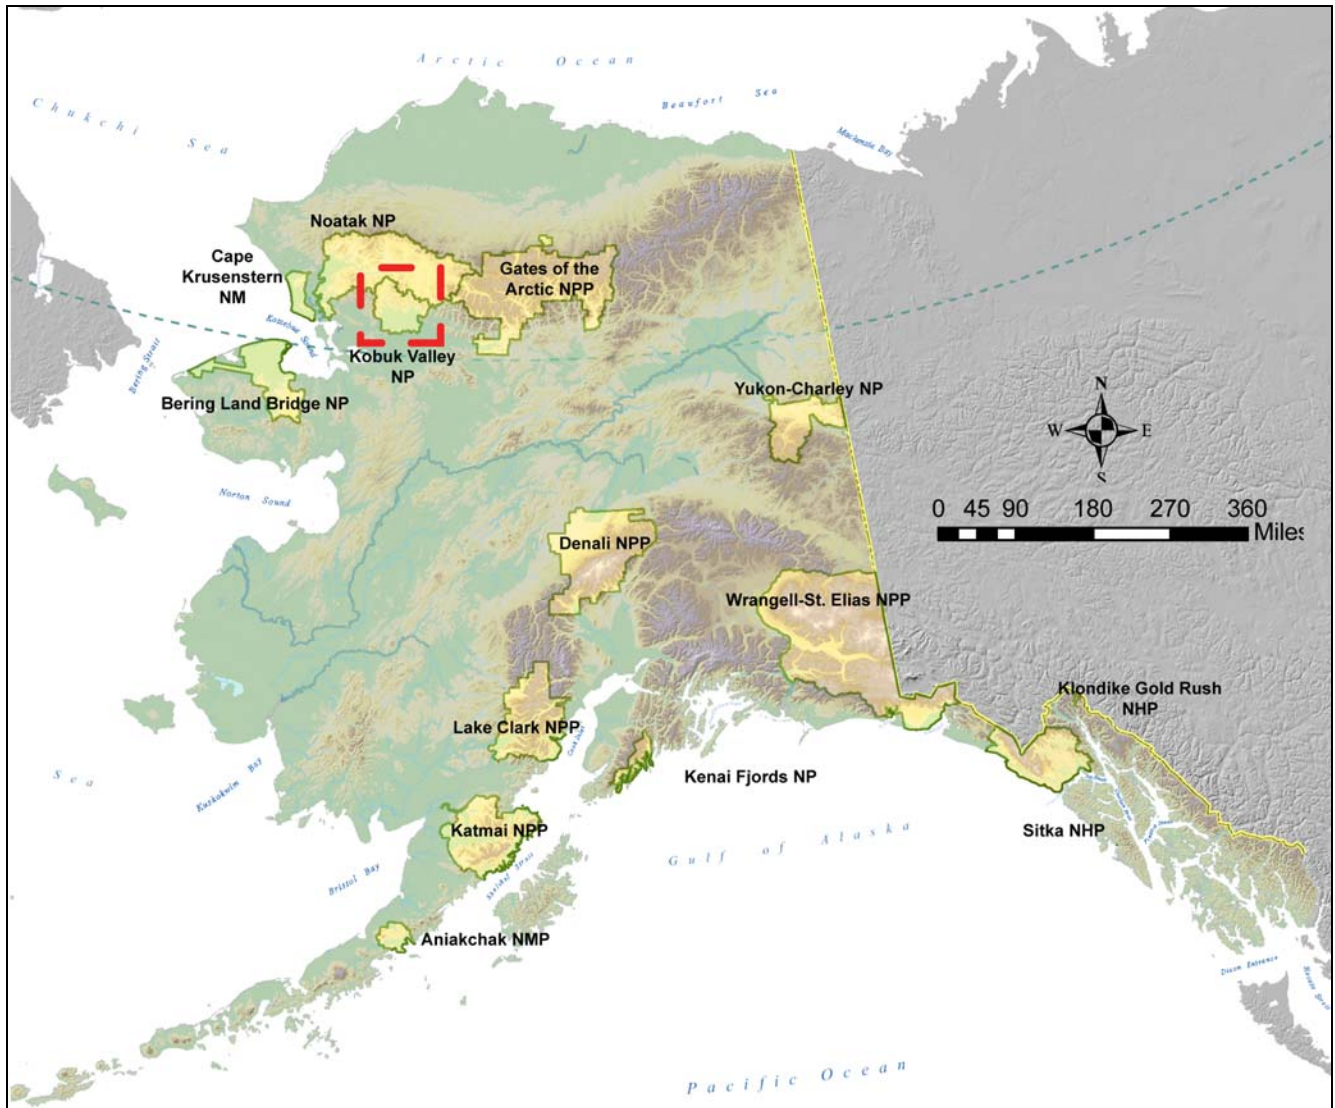 Arctic Ocean
Beaufort Sea
Chukchi Sea
Mackenzie Bay
Noatak NP
Cape
Krusenstern
NM
Gates of the
Arctic NPP
Kotzebue Sound
Bering Strait
Kobuk Valley
NP
Yukon-Charley NP
Bering Land Bridge NP
N
W
E
S
Norton Sound
0 45 90 180 270 360
Miles
Denali NPP
Wrangell-St. Elias NPP
Klondike Gold Rush
NHP
Lake Clark NPP
Cook Inlet
Sea
Kuskokwim Bay
Kenai Fjords NP
Katmai NPP
Sitka NHP
Gulf of Alaska
Bristol Bay
Shelikof Strait
Aniakchak NMP
Dixon Entrance
Pacific Ocean